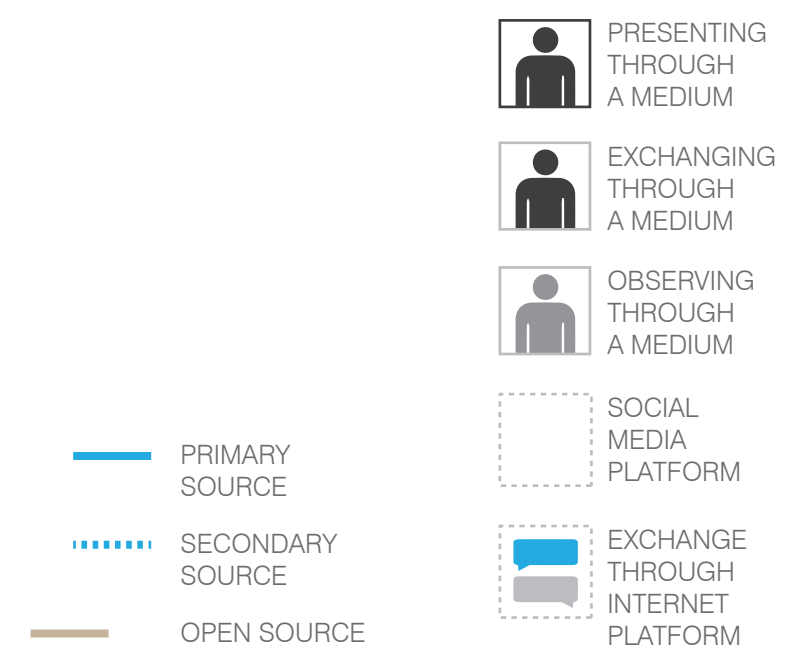 PRESENTING
THROUGH
A MEDIUM
EXCHANGING
THROUGH
A MEDIUM
OBSERVING
THROUGH
A MEDIUM
SOCIAL
MEDIA
PLATFORM
EXCHANGE
THROUGH
INTERNET
PLATFORM
PRIMARY
SOURCE
SECONDARY
SOURCE
OPEN SOURCE